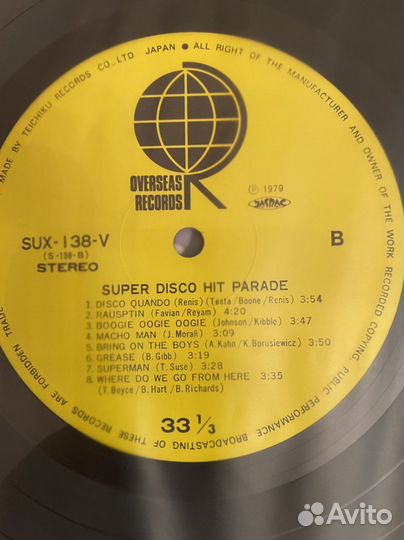 MADE BY TEICHIKU RECORDS CO.,LTD JAPAN • ALL RIGHT OF THE MANUFACTURER AND OWNER OF THE WORK RECORDED COPYING PUBLIC PERFORMANCE BROADCASTING OF THESE RECORDS ARE FORBIDDEN TRADE
OVERSEAS
RECORDS
Ⓟ 1979
JASRAC
SUX-138-V
(S-138-B)
STEREO
B
SUPER DISCO HIT PARADE
1 DISCO QUANDO (Renis) (Testa/Boone/Renis) 3:54
2 RAUSPTIN (Favian/Reyam) 4:20
3 BOOGIE OOGIE OOGIE (Johnson/Kibble) 3:47
4 MACHO MAN (J. Morali) 3:04
5 BRING ON THE BOYS (A. Kahn/K. Borusiewicz) 3:50
6 GREASE (B. Gibb) 3:19
7 SUPERMAN (T. Suse) 3:28
8 WHERE DO WE GO FROM HERE 3:35
(T. Boyce/B. Hart/B. Richards)
33 1/3
Avito